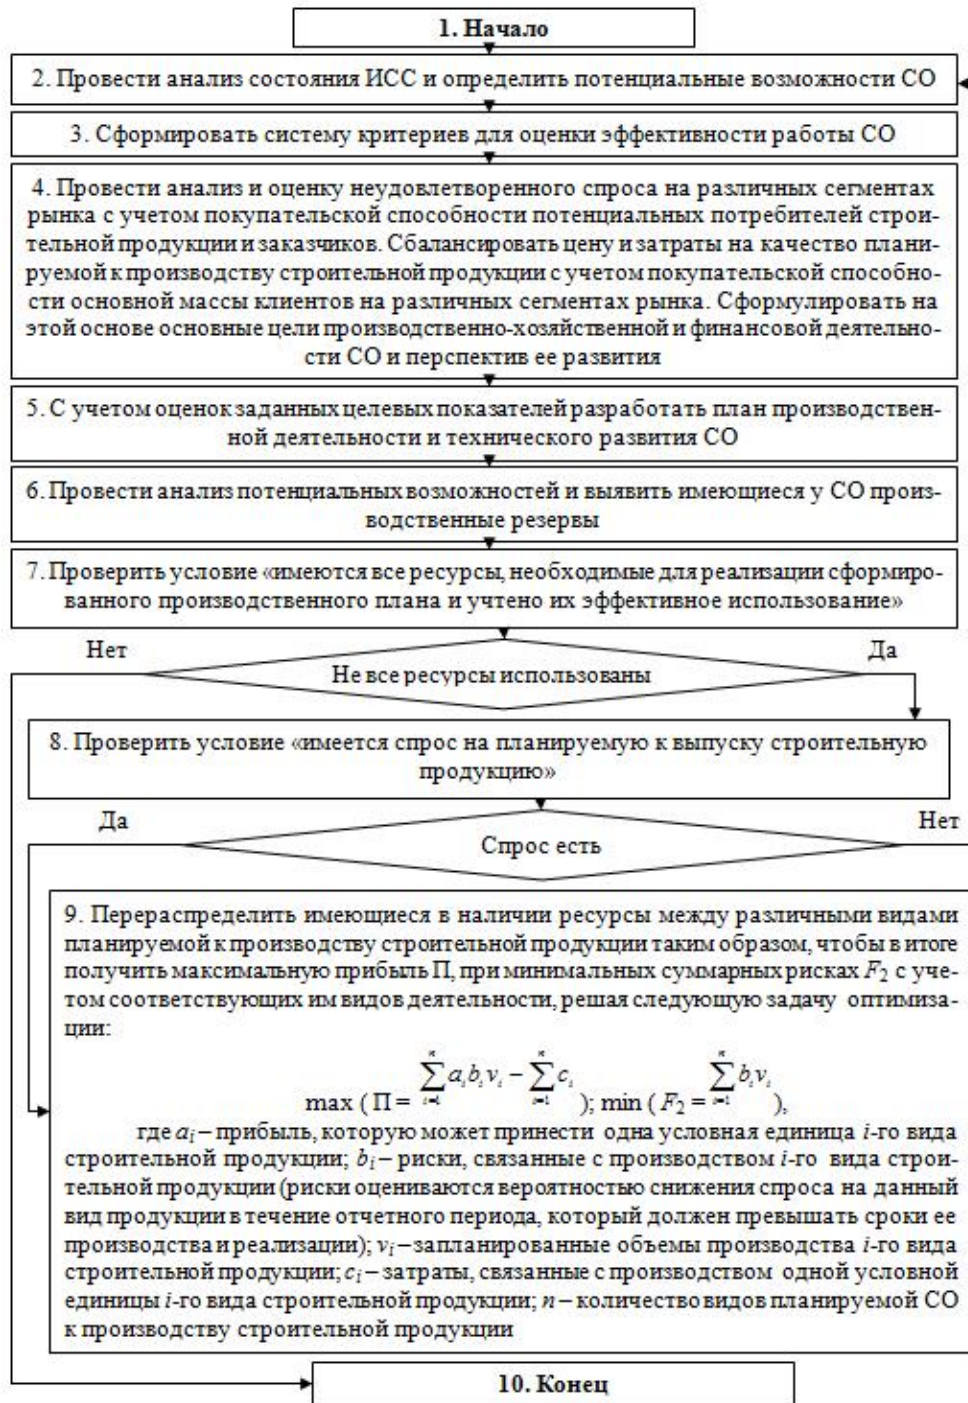 1. Начало
2. Провести анализ состояния ИСС и определить потенциальные возможности СО
3. Сформировать систему критериев для оценки эффективности работы СО
4. Провести анализ и оценку неудовлетворенного спроса на различных сегментах
рынка с учетом покупательской способности потенциальных потребителей строи-
тельной продукции и заказчиков. Сбалансировать цену и затраты на качество плани-
руемой к производству строительной продукции с учетом покупательской способно-
сти основной массы клиентов на различных сегментах рынка. Сформулировать на
этой основе основные цели производственно-хозяйственной и финансовой деятельно-
сти СО и перспектив ее развития
5. С учетом оценок заданных целевых показателей разработать план производствен-
ной деятельности и технического развития СО
6. Провести анализ потенциальных возможностей и выявить имеющиеся у СО произ-
водственные резервы
7. Проверить условие «имеются все ресурсы, необходимые для реализации сформиро-
ванного производственного плана и учтено их эффективное использование»
Нет
Да
Не все ресурсы использованы
8. Проверить условие «имеется спрос на планируемую к выпуску строительную
продукцию»
Да
Нет
Спрос есть
9. Перераспределить имеющиеся в наличии ресурсы между различными видами
планируемой к производству строительной продукции таким образом, чтобы в итоге
получить максимальную прибыль П, при минимальных суммарных рисках F₂ с уче-
том соответствующих им видов деятельности, решая следующую задачу оптимиза-
ции:
max ( П = ∑ⁿᵢ₌₁ aᵢbᵢvᵢ – ∑ⁿᵢ₌₁ cᵢ ); min ( F₂ = ∑ⁿᵢ₌₁ bᵢvᵢ ),
где aᵢ – прибыль, которую может принести одна условная единица i-го вида
строительной продукции; bᵢ – риски, связанные с производством i-го вида строи-
тельной продукции (риски оцениваются вероятностью снижения спроса на данный
вид продукции в течение отчетного периода, который должен превышать сроки ее
производства и реализации); vᵢ – запланированные объемы производства i-го вида
строительной продукции; cᵢ – затраты, связанные с производством одной условной
единицы i-го вида строительной продукции; n – количество видов планируемой СО
к производству строительной продукции
10. Конец